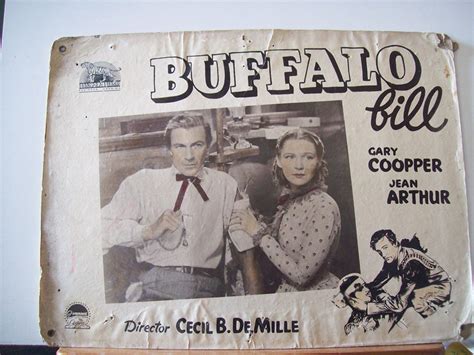 BUFFALO
bill
GARY
COOPPER
JEAN
ARTHUR
Director CECIL B. DE MILLE